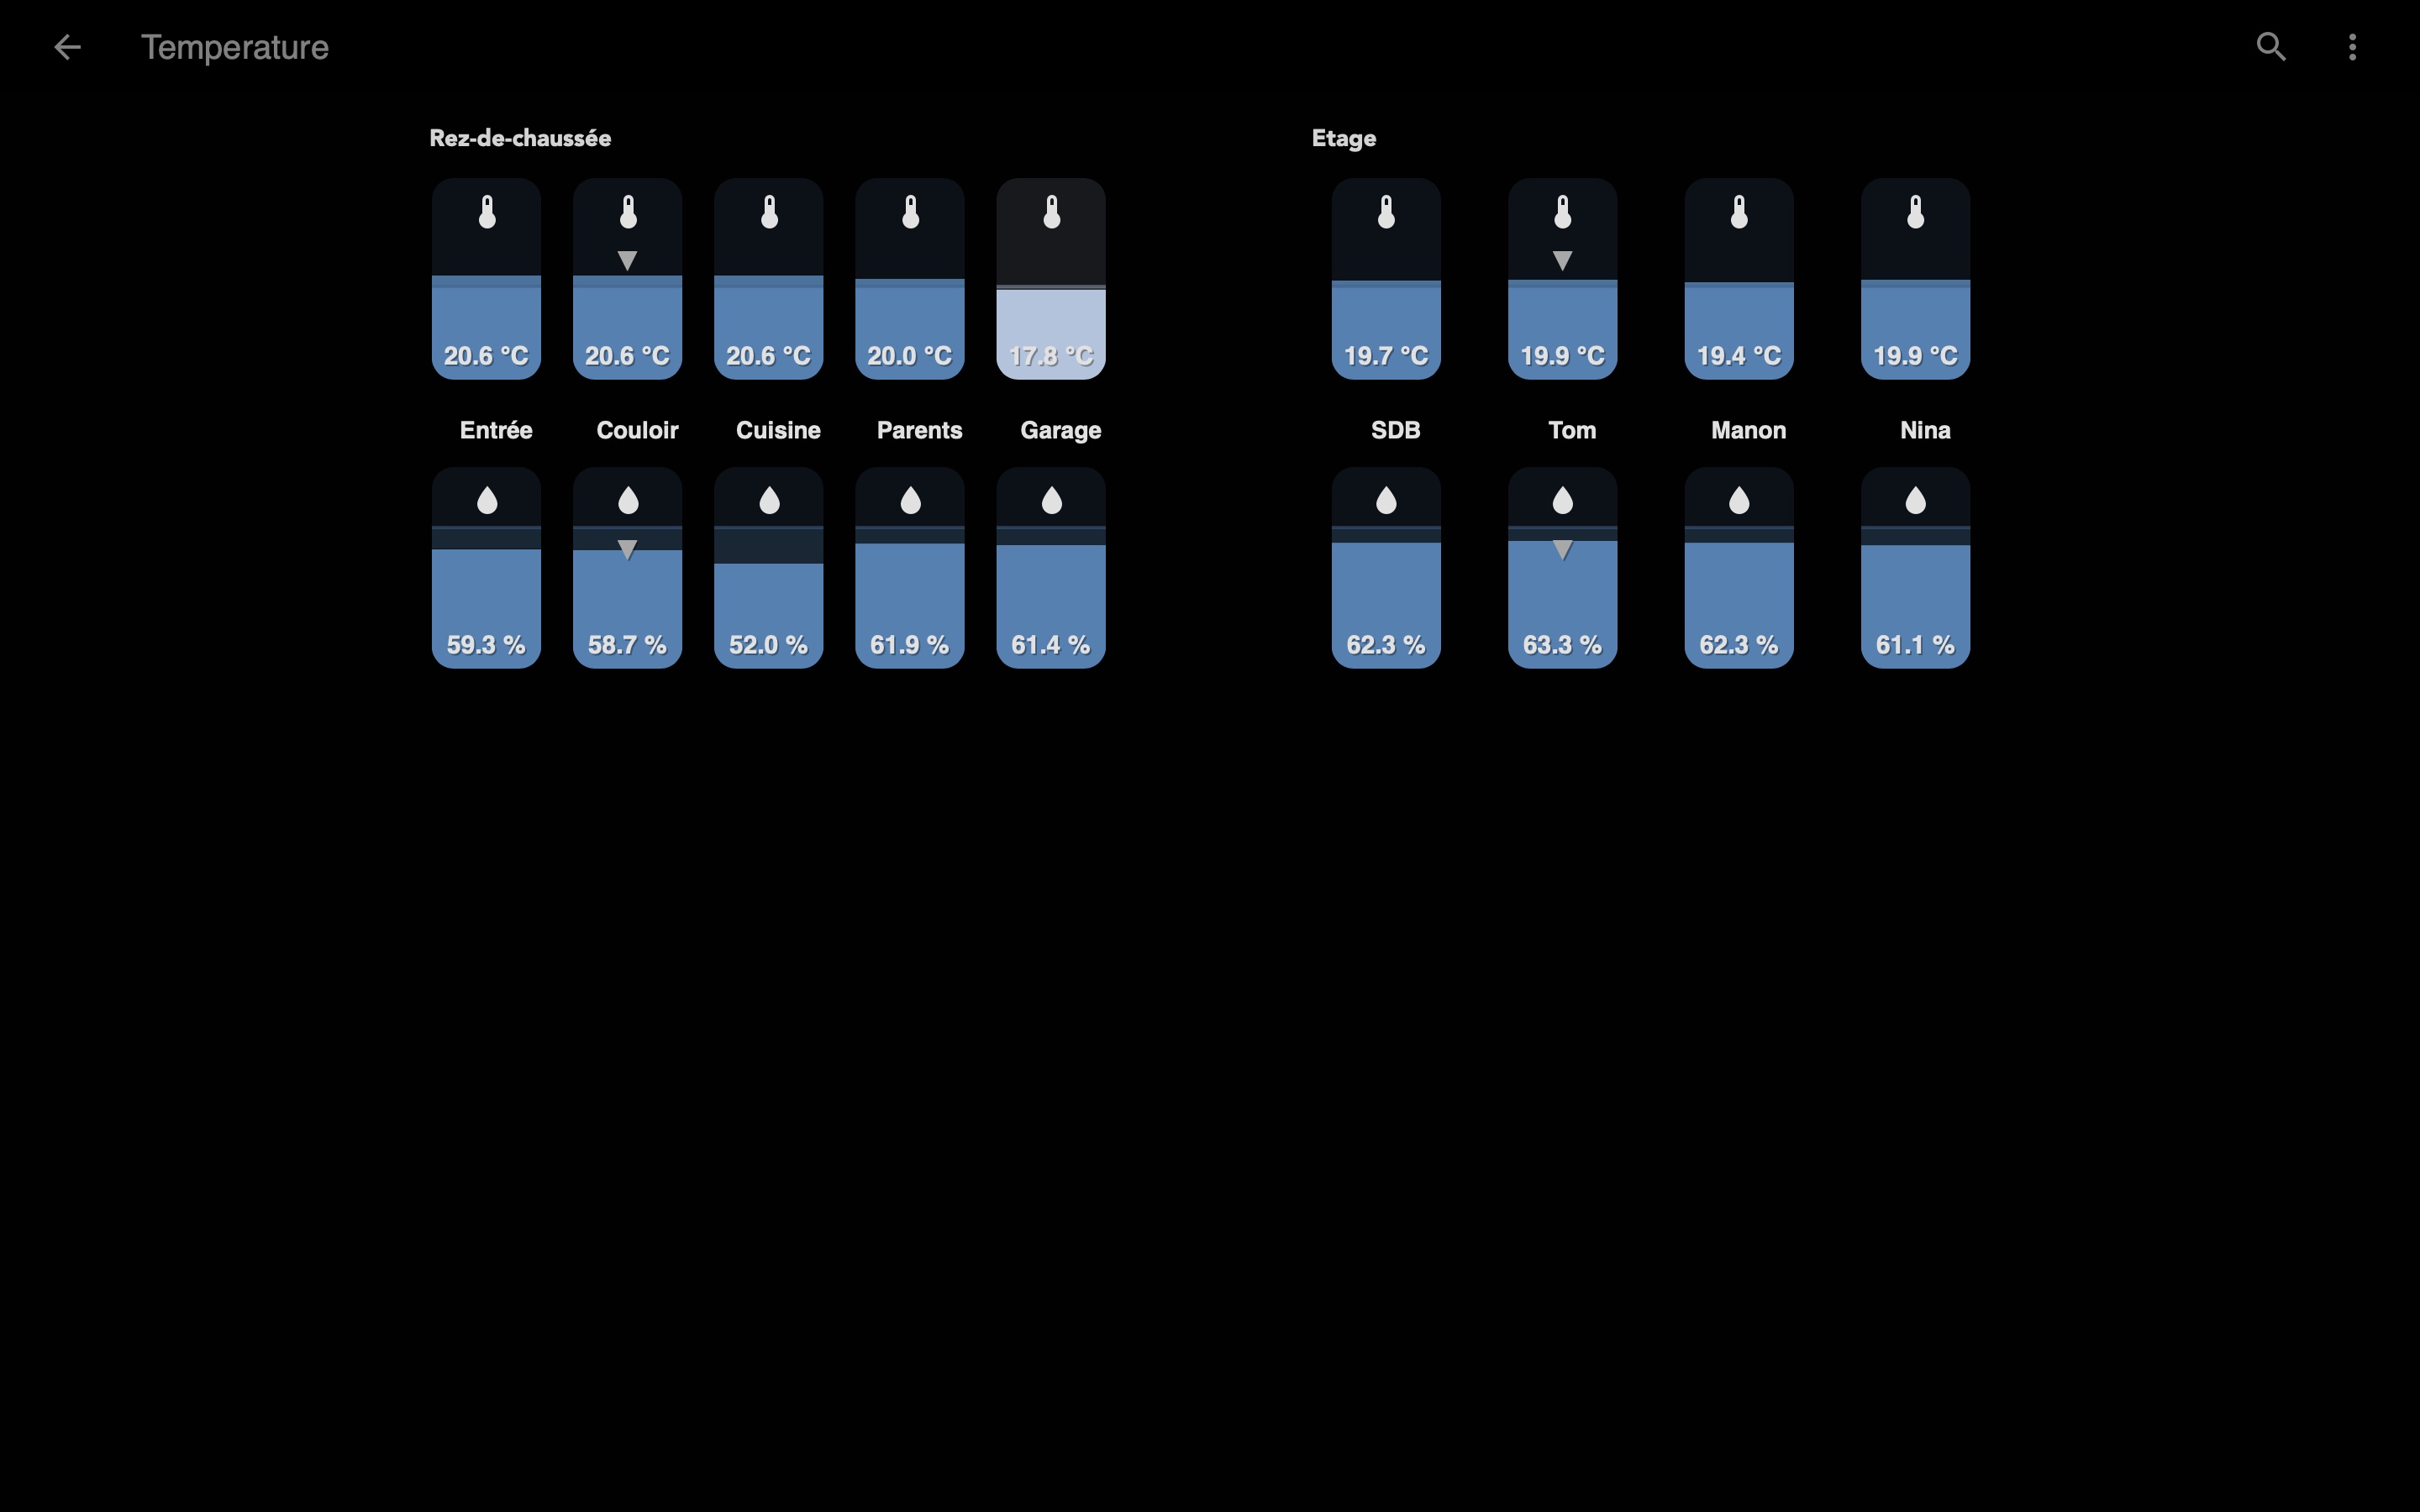 Temperature
Rez-de-chaussée
20.6 °C 20.6 °C 20.6 °C 20.0 °C 17.8 °C
Entrée Couloir Cuisine Parents Garage
59.3 % 58.7 % 52.0 % 61.9 % 61.4 %
Etage
19.7 °C 19.9 °C 19.4 °C 19.9 °C
SDB Tom Manon Nina
62.3 % 63.3 % 62.3 % 61.1 %